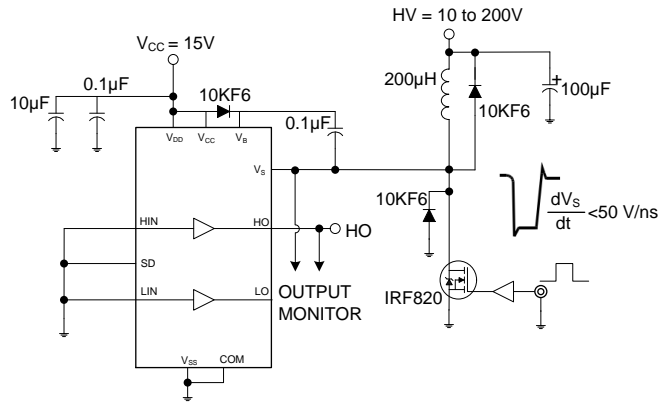 HV = 10 to 200V
VCC = 15V
200µH
10KF6
100µF
+
10µF
0.1µF
10KF6
0.1µF
VDD
VCC
VB
VS
10KF6
dVS
dt
<50 V/ns
HIN
HO
HO
SD
LIN
LO
OUTPUT
MONITOR
IRF820
VSS
COM